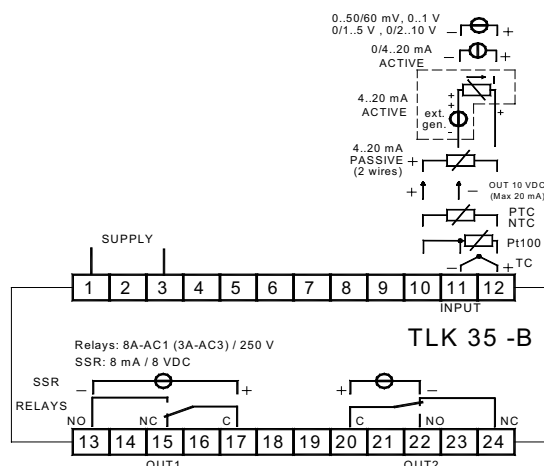 0..50/60 mV, 0..1 V
0/1..5 V , 0/2..10 V
- +
0/4..20 mA
ACTIVE
- +
I
4..20 mA
ACTIVE
+
+
ext.
gen.
-
+
4..20 mA
PASSIVE
(2 wires)
+
+ -
OUT 10 VDC
(Max 20 mA)
PTC
NTC
Pt100
- + TC
SUPPLY
1 2 3 4 5 6 7 8 9 10 11 12
INPUT
TLK 35 -B
Relays: 8A-AC1 (3A-AC3) / 250 V
SSR: 8 mA / 8 VDC
SSR - + + -
RELAYS
NO NC C C NO NC
13 14 15 16 17 18 19 20 21 22 23 24
OUT1 OUT2